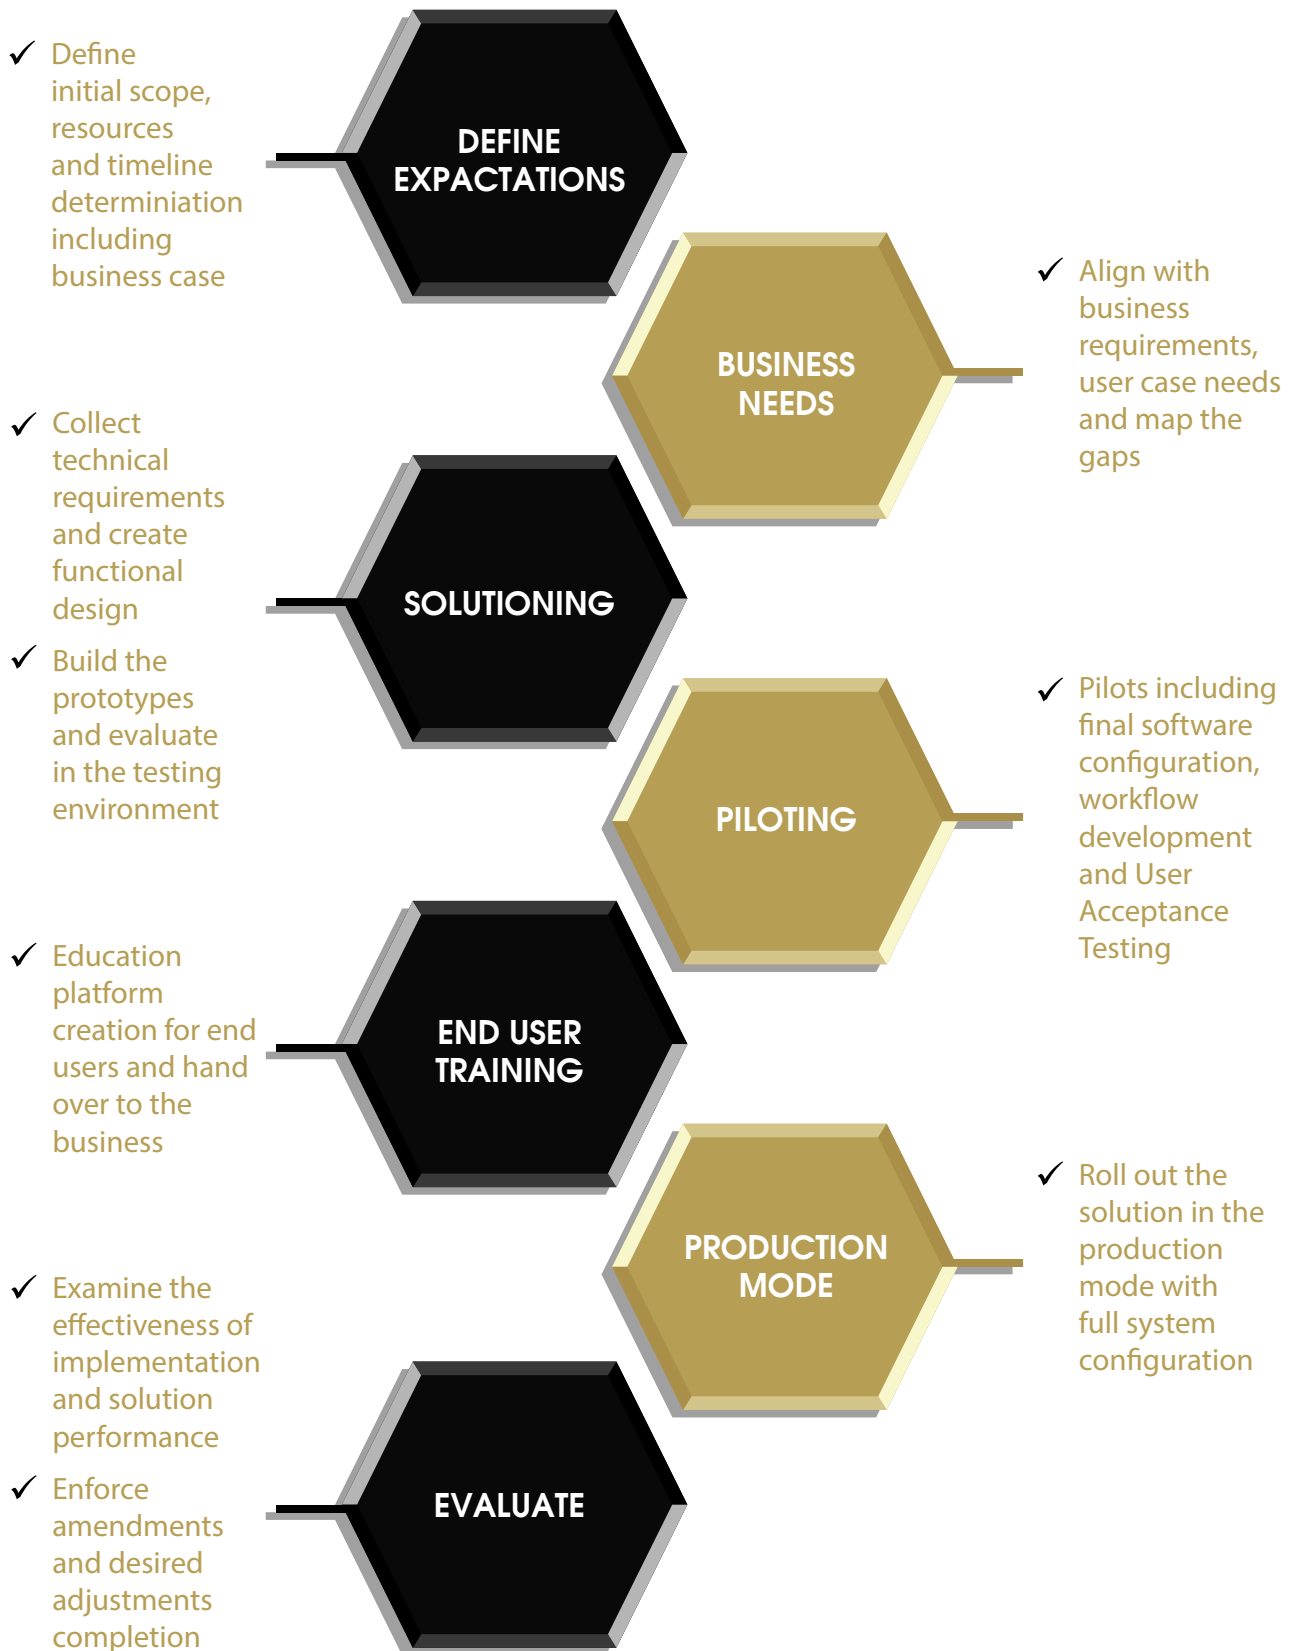 ✓ Define
initial scope,
resources
and timeline
determiniation
including
business case
DEFINE
EXPACTATIONS
BUSINESS
NEEDS
✓ Align with
business
requirements,
user case needs
and map the
gaps
✓ Collect
technical
requirements
and create
functional
design
✓ Build the
prototypes
and evaluate
in the testing
environment
SOLUTIONING
PILOTING
✓ Pilots including
final software
configuration,
workflow
development
and User
Acceptance
Testing
✓ Education
platform
creation for end
users and hand
over to the
business
END USER
TRAINING
PRODUCTION
MODE
✓ Roll out the
solution in the
production
mode with
full system
configuration
✓ Examine the
effectiveness of
implementation
and solution
performance
✓ Enforce
amendments
and desired
adjustments
completion
EVALUATE